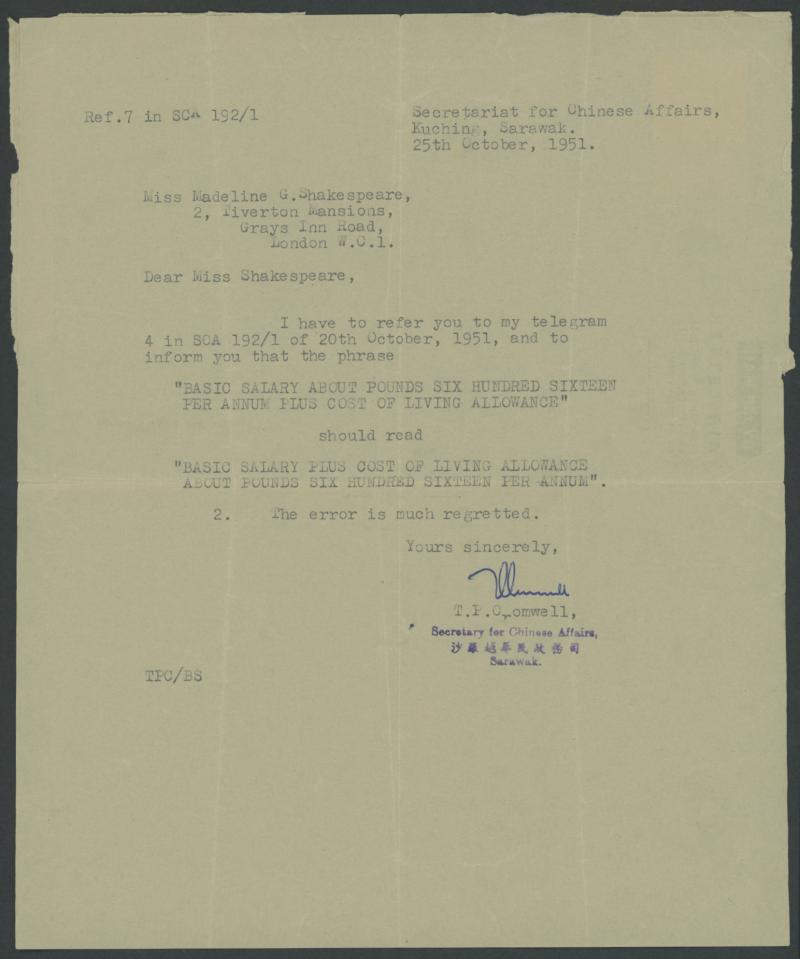 Ref.7 in SCA 192/1
Secretariat for Chinese Affairs,
Kuching, Sarawak.
25th October, 1951.
Miss Madeline G.Shakespeare,
2, Tiverton Mansions,
Grays Inn Road,
London W.C.1.
Dear Miss Shakespeare,
I have to refer you to my telegram
4 in SCA 192/1 of 20th October, 1951, and to
inform you that the phrase
"BASIC SALARY ABOUT POUNDS SIX HUNDRED SIXTEEN
PER ANNUM PLUS COST OF LIVING ALLOWANCE"
should read
"BASIC SALARY PLUS COST OF LIVING ALLOWANCE
ABOUT POUNDS SIX HUNDRED SIXTEEN PER ANNUM".
2. The error is much regretted.
Yours sincerely,
T.P.Cromwell,
Secretary for Chinese Affairs,
沙羅越華民政務司
Sarawak.
TPC/BS